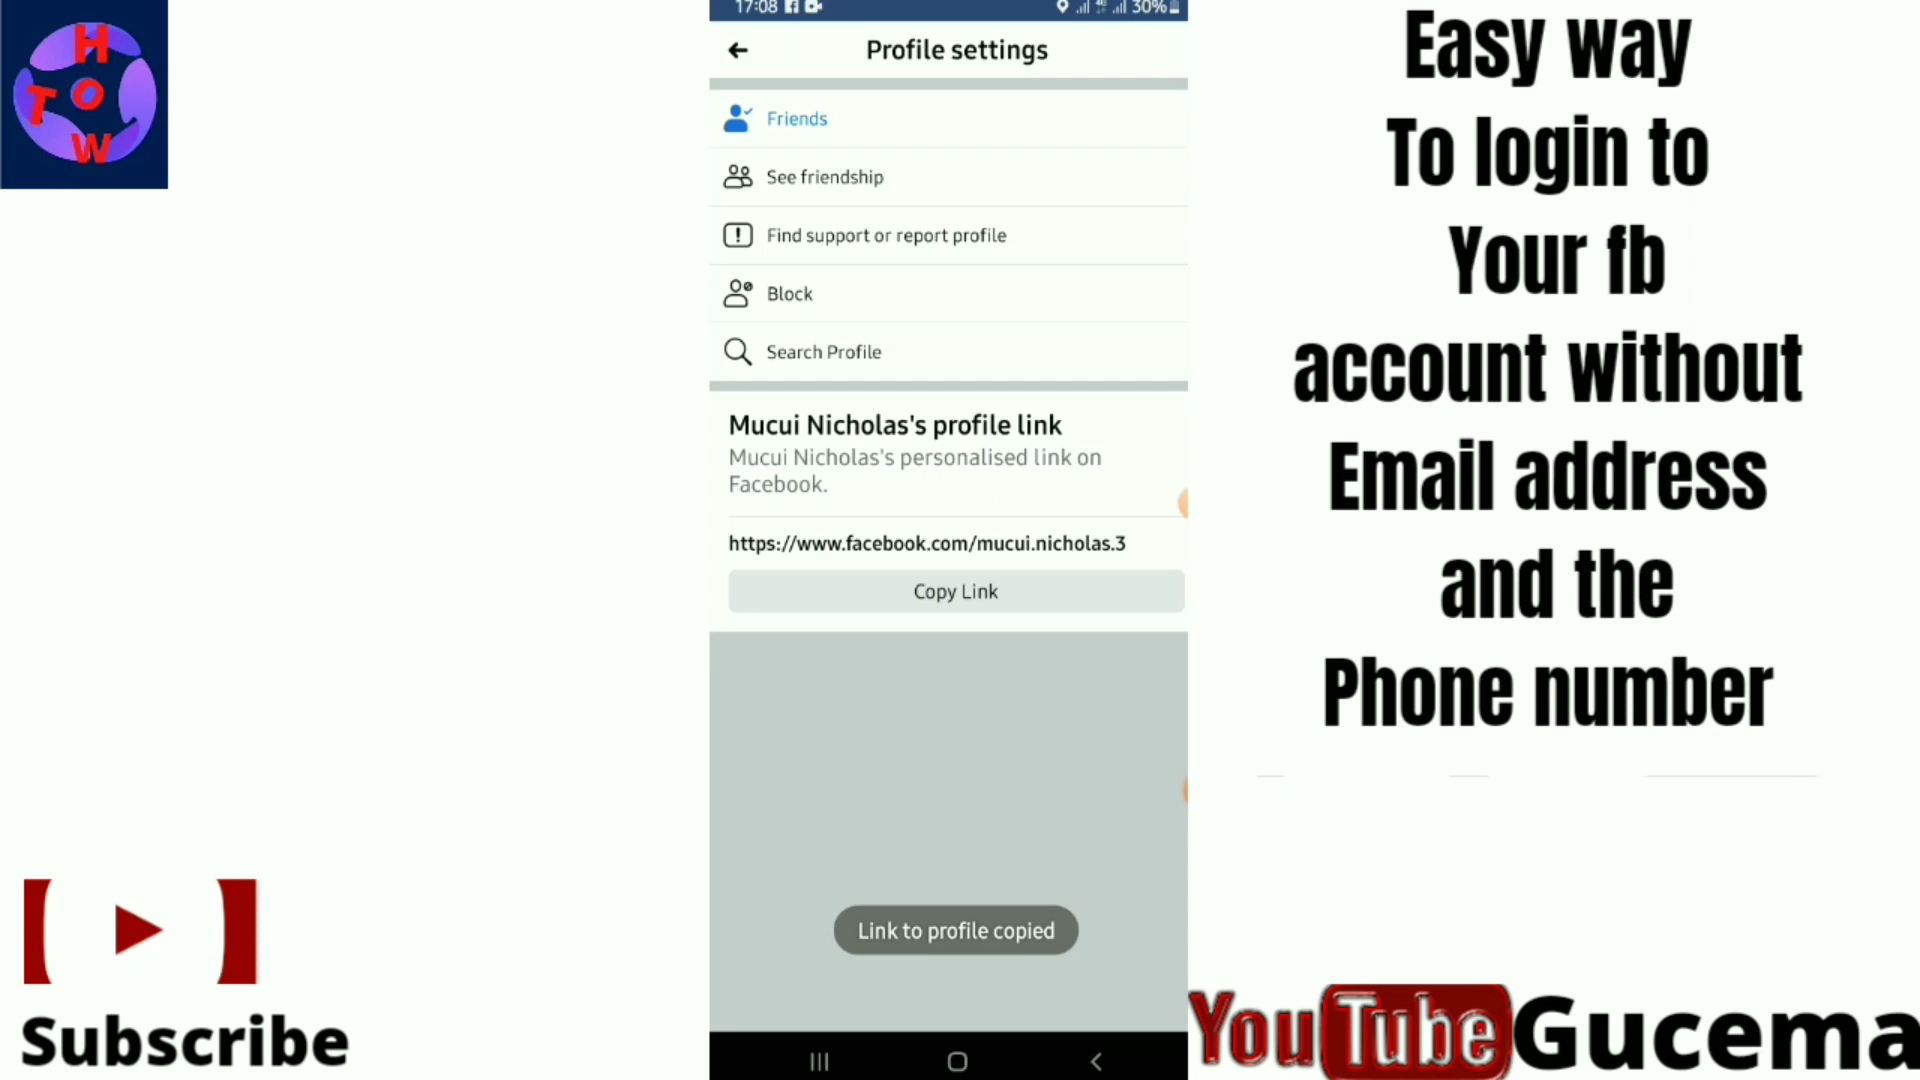 H
TO
W
17:08 30%
Profile settings
Friends
See friendship
Find support or report profile
Block
Search Profile
Mucui Nicholas's profile link
Mucui Nicholas's personalised link on
Facebook.
https://www.facebook.com/mucui.nicholas.3
Copy Link
Link to profile copied
Easy way
To login to
Your fb
account without
Email address
and the
Phone number
Subscribe
YouTube Gucema